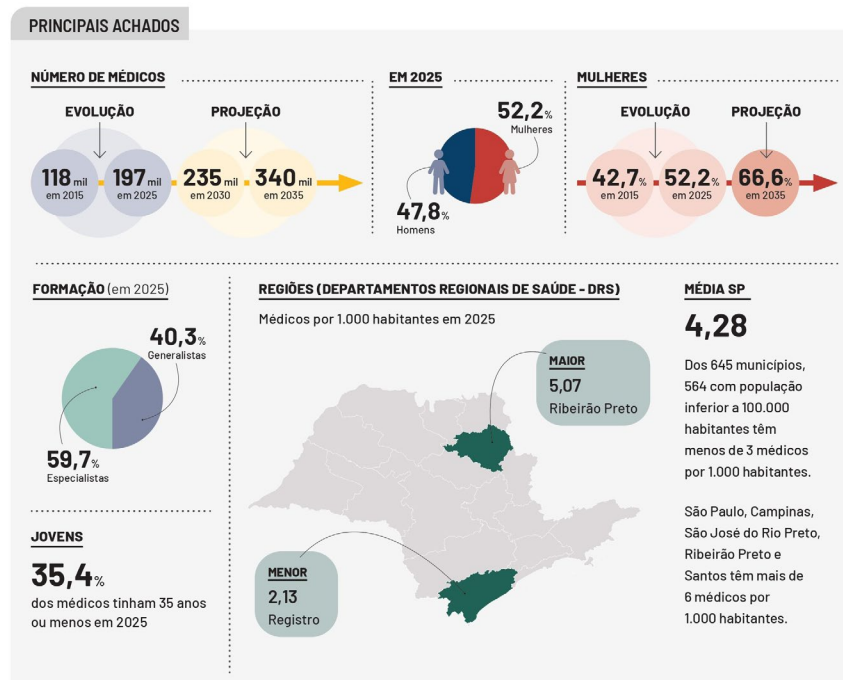 PRINCIPAIS ACHADOS
NÚMERO DE MÉDICOS
EVOLUÇÃO
PROJEÇÃO
118 mil
em 2015
197 mil
em 2025
235 mil
em 2030
340 mil
em 2035
EM 2025
52,2%
Mulheres
47,8%
Homens
MULHERES
EVOLUÇÃO
PROJEÇÃO
42,7%
em 2015
52,2%
em 2025
66,6%
em 2035
FORMAÇÃO (em 2025)
40,3%
Generalistas
59,7%
Especialistas
JOVENS
35,4%
dos médicos tinham 35 anos
ou menos em 2025
REGIÕES (DEPARTAMENTOS REGIONAIS DE SAÚDE - DRS)
Médicos por 1.000 habitantes em 2025
MAIOR
5,07
Ribeirão Preto
MENOR
2,13
Registro
MÉDIA SP
4,28
Dos 645 municípios,
564 com população
inferior a 100.000
habitantes têm
menos de 3 médicos
por 1.000 habitantes.
São Paulo, Campinas,
São José do Rio Preto,
Ribeirão Preto e
Santos têm mais de
6 médicos por
1.000 habitantes.